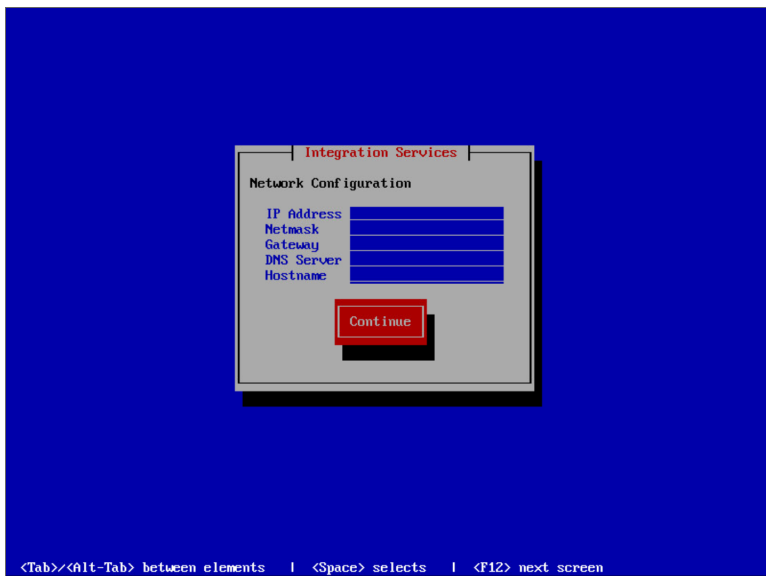 Integration Services
Network Configuration
IP Address
Netmask
Gateway
DNS Server
Hostname
Continue
<Tab>/<Alt-Tab> between elements | <Space> selects | <F12> next screen